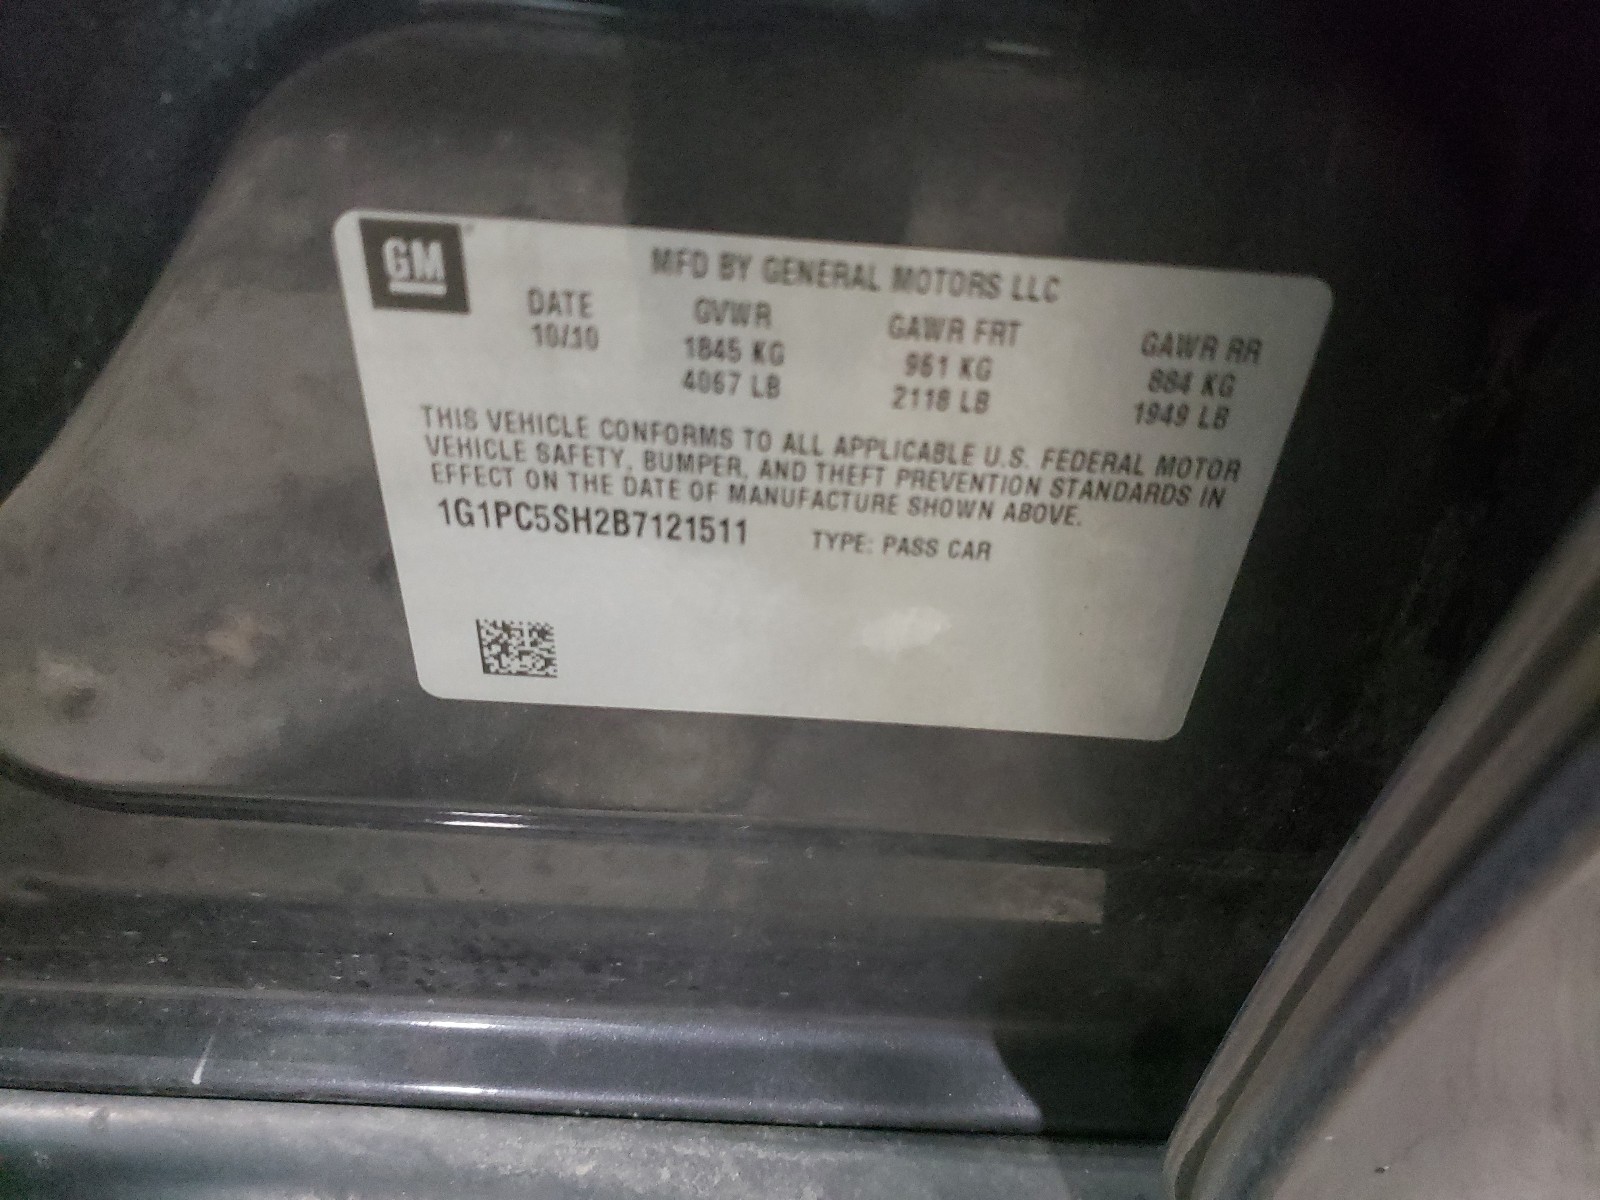 GM
MFD BY GENERAL MOTORS LLC
DATE GVWR GAWR FRT GAWR RR
10/10 1845 KG 961 KG 884 KG
4067 LB 2118 LB 1949 LB
THIS VEHICLE CONFORMS TO ALL APPLICABLE U.S. FEDERAL MOTOR
VEHICLE SAFETY, BUMPER, AND THEFT PREVENTION STANDARDS IN
EFFECT ON THE DATE OF MANUFACTURE SHOWN ABOVE.
1G1PC5SH2B7121511 TYPE: PASS CAR